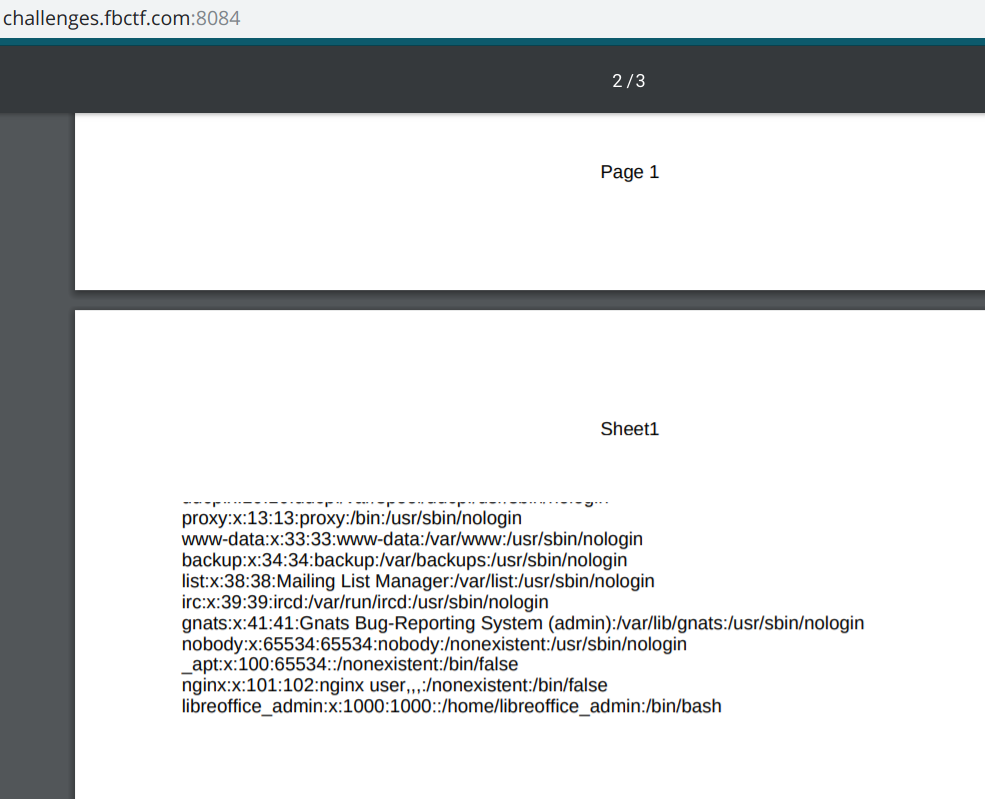 challenges.fbctf.com:8084
2 / 3
Page 1
Sheet1
proxy:x:13:13:proxy:/bin:/usr/sbin/nologin
www-data:x:33:33:www-data:/var/www:/usr/sbin/nologin
backup:x:34:34:backup:/var/backups:/usr/sbin/nologin
list:x:38:38:Mailing List Manager:/var/list:/usr/sbin/nologin
irc:x:39:39:ircd:/var/run/ircd:/usr/sbin/nologin
gnats:x:41:41:Gnats Bug-Reporting System (admin):/var/lib/gnats:/usr/sbin/nologin
nobody:x:65534:65534:nobody:/nonexistent:/usr/sbin/nologin
_apt:x:100:65534::/nonexistent:/bin/false
nginx:x:101:102:nginx user,,,:/nonexistent:/bin/false
libreoffice_admin:x:1000:1000::/home/libreoffice_admin:/bin/bash